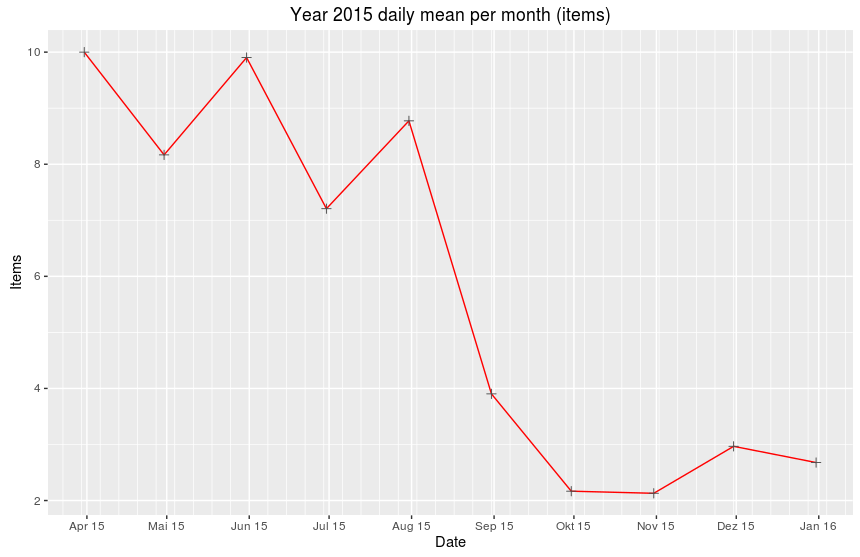 Year 2015 daily mean per month (items)
10
8
6
4
2
Items
Apr 15 Mai 15 Jun 15 Jul 15 Aug 15 Sep 15 Okt 15 Nov 15 Dez 15 Jan 16
Date